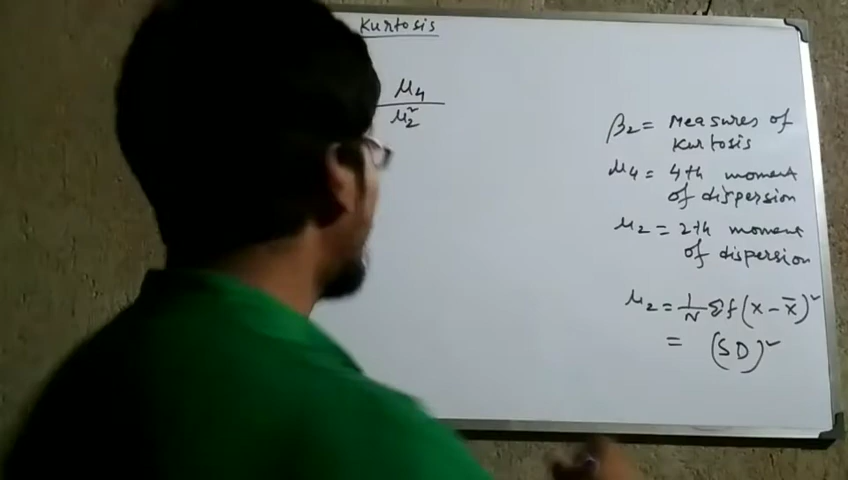 Kurtosis
μ4
μ2²
β2 = Measures of
Kurtosis
μ4 = 4th moment
of dispersion
μ2 = 2th moment
of dispersion
μ2 = 1/N Σf(x - x̄)²
= (SD)²